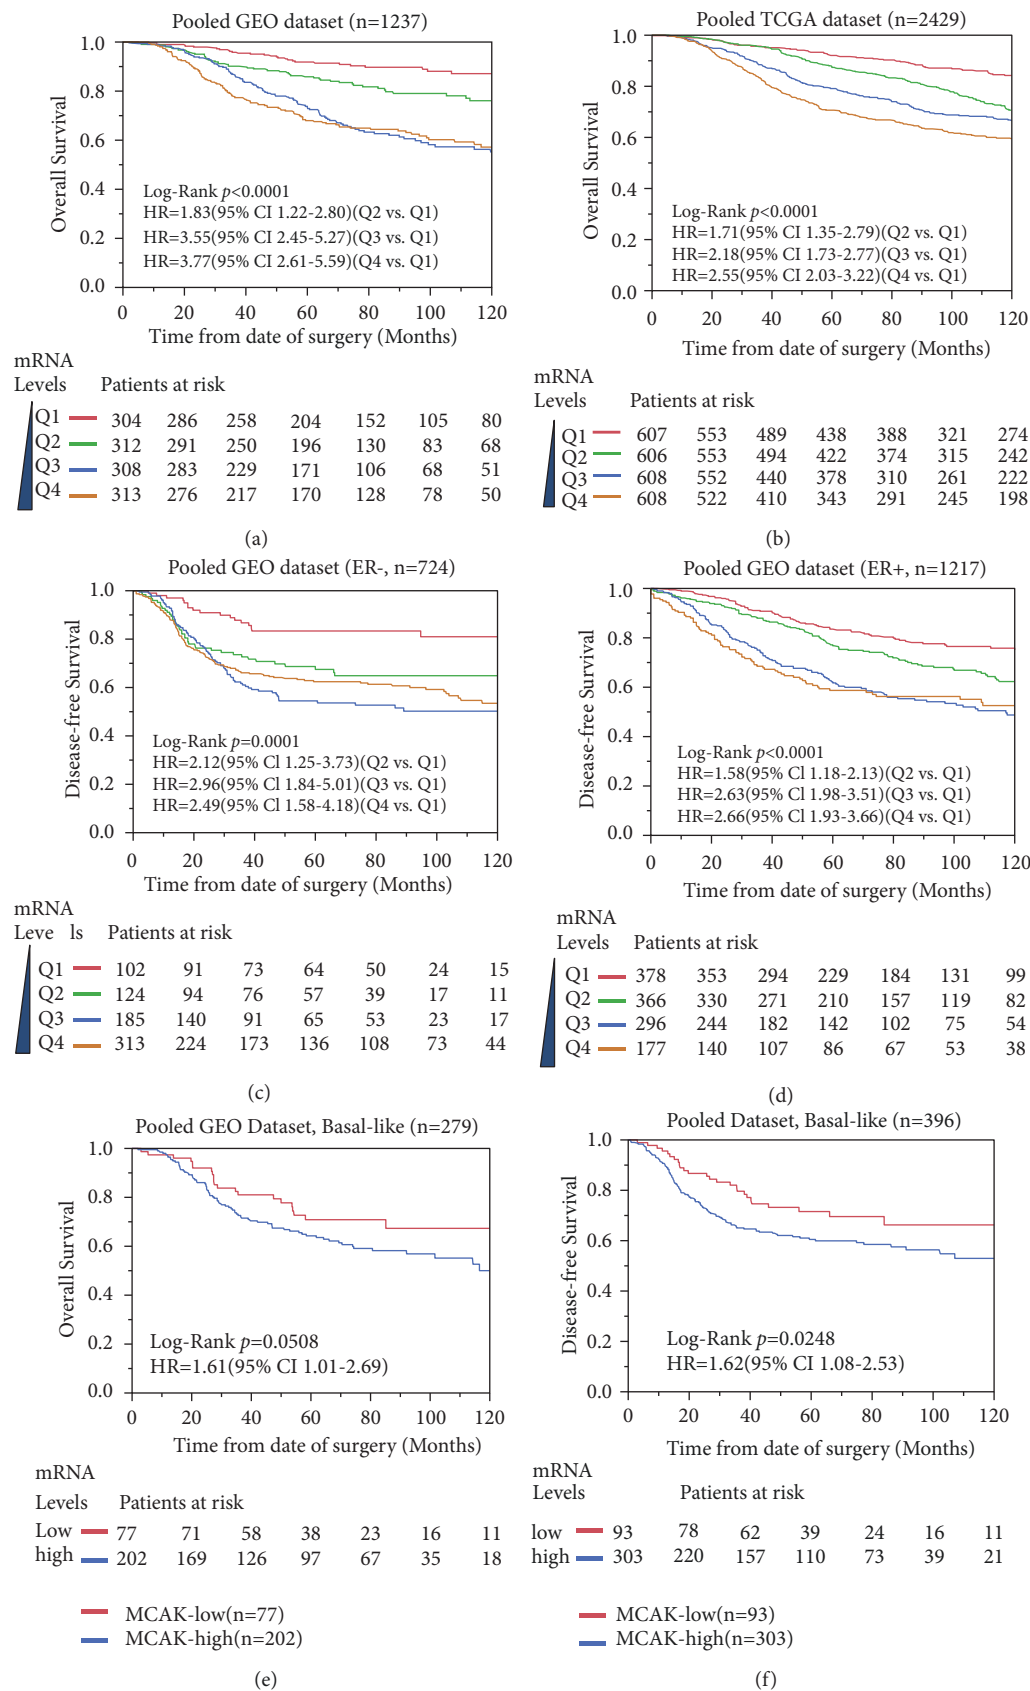 Pooled GEO dataset (n=1237)
1.0
0.8
0.6
0.4
0.2
0.0
Overall Survival
Log-Rank p<0.0001
HR=1.83(95% CI 1.22-2.80)(Q2 vs. Q1)
HR=3.55(95% CI 2.45-5.27)(Q3 vs. Q1)
HR=3.77(95% CI 2.61-5.59)(Q4 vs. Q1)
0 20 40 60 80 100 120
Time from date of surgery (Months)
mRNA
Levels Patients at risk
Q1 304 286 258 204 152 105 80
Q2 312 291 250 196 130 83 68
Q3 308 283 229 171 106 68 51
Q4 313 276 217 170 128 78 50
(a)
Pooled TCGA dataset (n=2429)
1.0
0.8
0.6
0.4
0.2
0.0
Overall Survival
Log-Rank p<0.0001
HR=1.71(95% CI 1.35-2.79)(Q2 vs. Q1)
HR=2.18(95% CI 1.73-2.77)(Q3 vs. Q1)
HR=2.55(95% CI 2.03-3.22)(Q4 vs. Q1)
0 20 40 60 80 100 120
Time from date of surgery (Months)
mRNA
Levels Patients at risk
Q1 607 553 489 438 388 321 274
Q2 606 553 494 422 374 315 242
Q3 608 552 440 378 310 261 222
Q4 608 522 410 343 291 245 198
(b)
Pooled GEO dataset (ER-, n=724)
1.0
0.8
0.6
0.4
0.2
0.0
Disease-free Survival
Log-Rank p=0.0001
HR=2.12(95% Cl 1.25-3.73)(Q2 vs. Q1)
HR=2.96(95% Cl 1.84-5.01)(Q3 vs. Q1)
HR=2.49(95% Cl 1.58-4.18)(Q4 vs. Q1)
0 20 40 60 80 100 120
Time from date of surgery (Months)
mRNA
Leve ls Patients at risk
Q1 102 91 73 64 50 24 15
Q2 124 94 76 57 39 17 11
Q3 185 140 91 65 53 23 17
Q4 313 224 173 136 108 73 44
(c)
Pooled GEO dataset (ER+, n=1217)
1.0
0.8
0.6
0.4
0.2
0.0
Disease-free Survival
Log-Rank p<0.0001
HR=1.58(95% Cl 1.18-2.13)(Q2 vs. Q1)
HR=2.63(95% Cl 1.98-3.51)(Q3 vs. Q1)
HR=2.66(95% Cl 1.93-3.66)(Q4 vs. Q1)
0 20 40 60 80 100 120
Time from date of surgery (Months)
mRNA
Levels Patients at risk
Q1 378 353 294 229 184 131 99
Q2 366 330 271 210 157 119 82
Q3 296 244 182 142 102 75 54
Q4 177 140 107 86 67 53 38
(d)
Pooled GEO Dataset, Basal-like (n=279)
1.0
0.8
0.6
0.4
0.2
0.0
Overall Survival
Log-Rank p=0.0508
HR=1.61(95% CI 1.01-2.69)
0 20 40 60 80 100 120
Time from date of surgery (Months)
mRNA
Levels Patients at risk
Low 77 71 58 38 23 16 11
high 202 169 126 97 67 35 18
MCAK-low(n=77)
MCAK-high(n=202)
(e)
Pooled Dataset, Basal-like (n=396)
1.0
0.8
0.6
0.4
0.2
0.0
Disease-free Survival
Log-Rank p=0.0248
HR=1.62(95% CI 1.08-2.53)
0 20 40 60 80 100 120
Time from date of surgery (Months)
mRNA
Levels Patients at risk
low 93 78 62 39 24 16 11
high 303 220 157 110 73 39 21
MCAK-low(n=93)
MCAK-high(n=303)
(f)